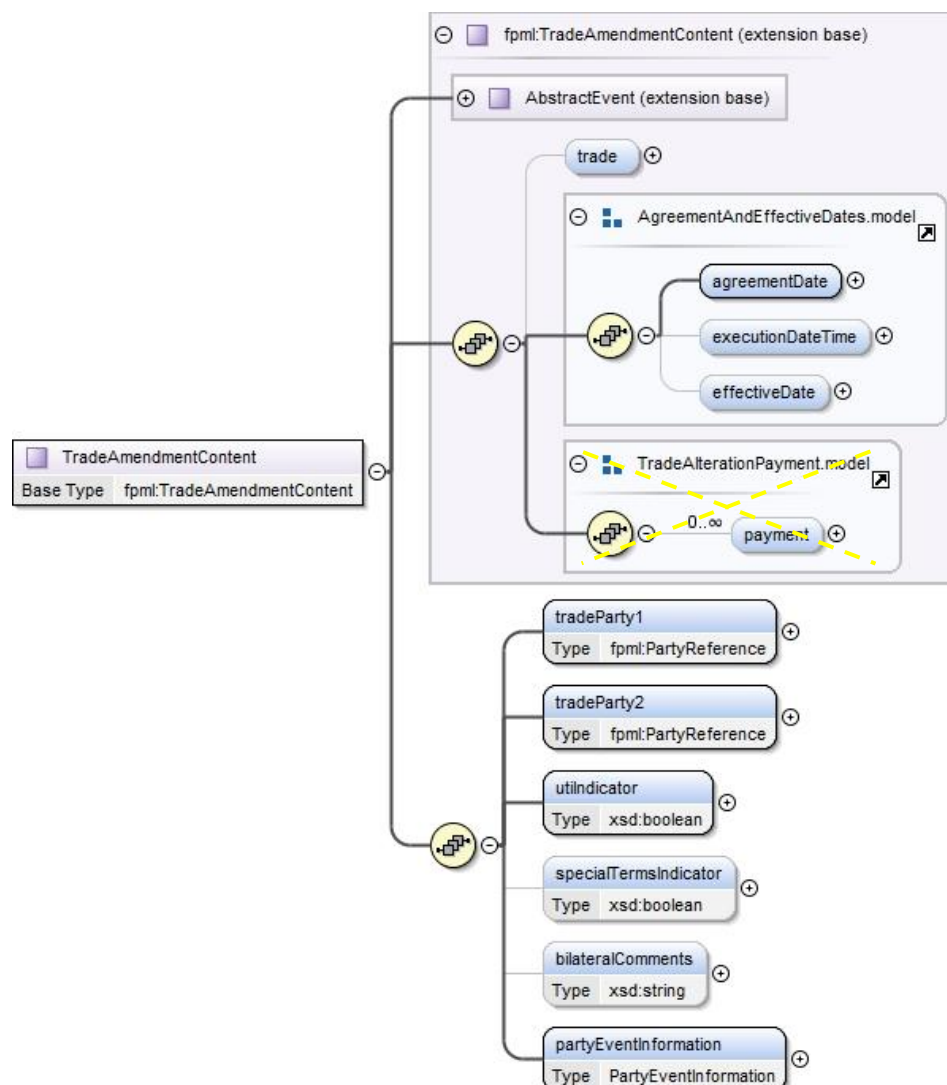 fpml:TradeAmendmentContent (extension base)
AbstractEvent (extension base)
trade
AgreementAndEffectiveDates.model
agreementDate
executionDateTime
effectiveDate
TradeAmendmentContent
Base Type fpml:TradeAmendmentContent
TradeAlterationPayment.model
0..∞
payment
tradeParty1
Type fpml:PartyReference
tradeParty2
Type fpml:PartyReference
utiIndicator
Type xsd:boolean
specialTermsIndicator
Type xsd:boolean
bilateralComments
Type xsd:string
partyEventInformation
Type PartyEventInformation